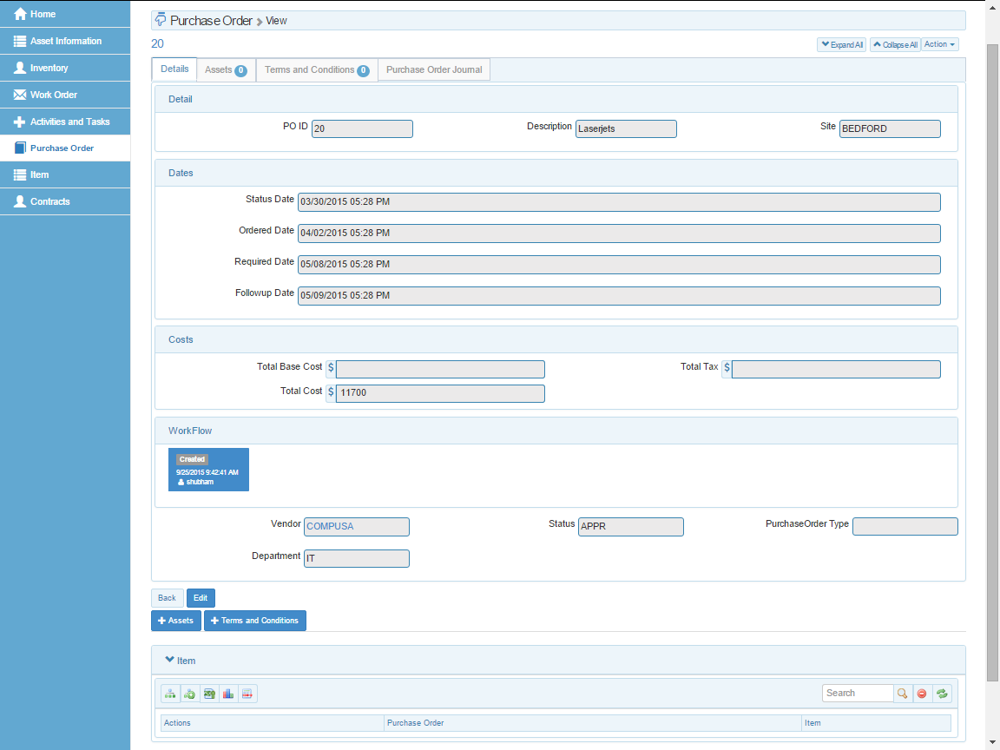 Home
Asset Information
Inventory
Work Order
Activities and Tasks
Purchase Order
Item
Contracts
Purchase Order View
20
Expand All Collapse All Action
Details Assets 0 Terms and Conditions 0 Purchase Order Journal
Detail
PO ID 20 Description Laserjets Site BEDFORD
Dates
Status Date 03/30/2015 05:28 PM
Ordered Date 04/02/2015 05:28 PM
Required Date 05/08/2015 05:28 PM
Followup Date 05/09/2015 05:28 PM
Costs
Total Base Cost $ Total Tax $
Total Cost $ 11700
WorkFlow
Created
9/25/2015 9:42:41 AM
shubham
Vendor COMPUSA Status APPR PurchaseOrder Type
Department IT
Back Edit
Assets Terms and Conditions
Item
Search
Actions Purchase Order Item